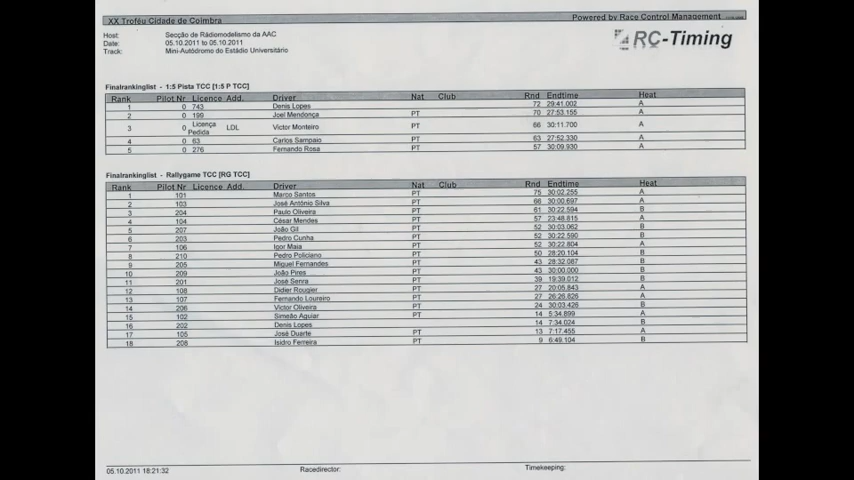 XX Troféu Cidade de Coimbra Powered by Race Control Management
Host: Secção de Rádiomodelismo da AAC
Date: 05.10.2011 to 05.10.2011
Track: Mini-Autódromo do Estádio Universitário
RC-Timing
Finalrankinglist - 1:5 Pista TCC [1:5 P TCC]
Rank Pilot Nr Licence Add. Driver Nat Club Rnd Endtime Heat
1 0 743 Denis Lopes 72 29:41.002 A
2 0 199 Joel Mendonça PT 70 27:53.155 A
3 0 Licença Pedida LDL Victor Monteiro PT 66 30:11.700 A
4 0 63 Carlos Sampaio PT 63 27:52.330 A
5 0 276 Fernando Rosa PT 57 30:09.930 A
Finalrankinglist - Rallygame TCC [RG TCC]
Rank Pilot Nr Licence Add. Driver Nat Club Rnd Endtime Heat
1 101 Marco Santos PT 75 30:02.255 A
2 103 José António Silva PT 68 30:00.697 A
3 204 Paulo Oliveira PT 61 30:22.594 B
4 104 César Mendes PT 57 23:48.815 A
5 207 João Gil PT 52 30:03.062 B
6 203 Pedro Cunha PT 52 30:22.590 B
7 106 Igor Maia PT 52 30:22.804 A
8 210 Pedro Policiano PT 50 28:20.104 B
9 205 Miguel Fernandes PT 43 28:32.087 B
10 209 João Pires PT 43 30:00.000 B
11 201 José Senra PT 39 19:39.012 B
12 108 Didier Rougier PT 27 20:05.843 A
13 107 Fernando Loureiro PT 27 26:26.825 A
14 206 Victor Oliveira PT 24 30:03.426 B
15 102 Simeão Aguiar PT 14 5:34.899 A
16 202 Denis Lopes 14 7:34.024 B
17 105 José Duarte PT 13 7:17.455 A
18 208 Isidro Ferreira PT 9 6:49.104 B
05.10.2011 18:21:32 Racedirector: Timekeeping: